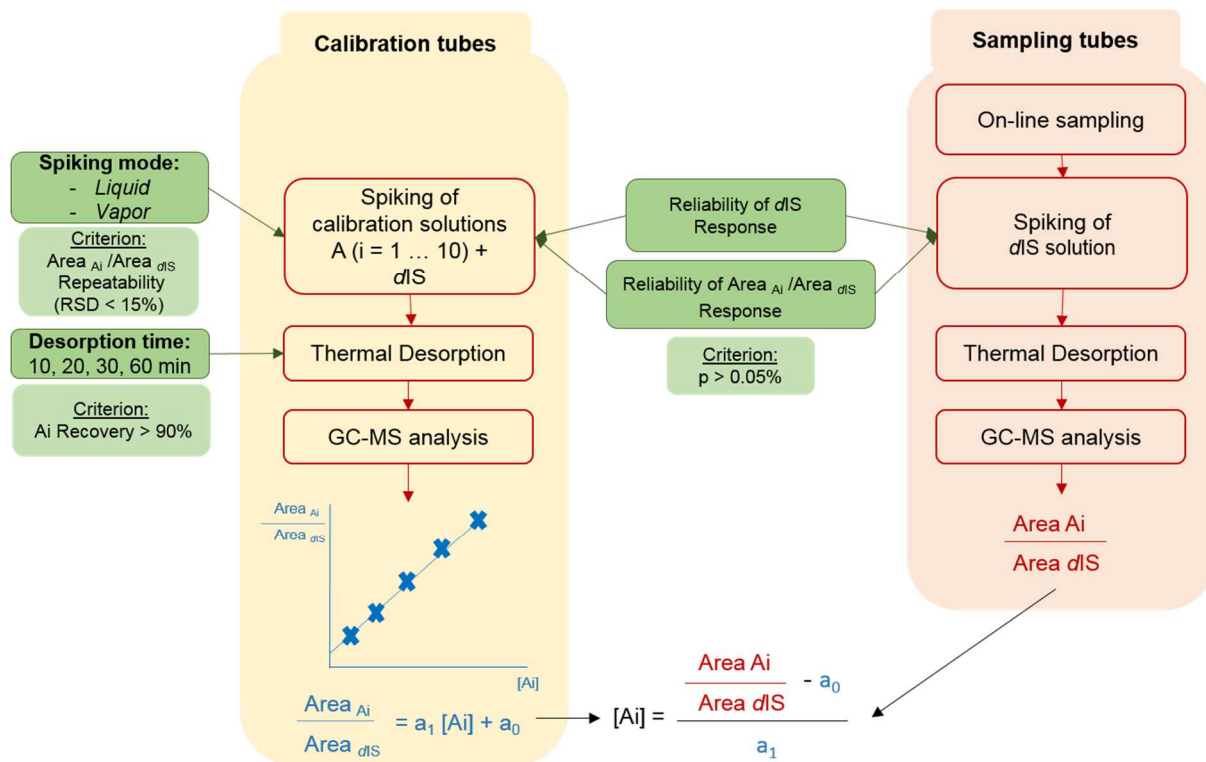 Calibration tubes
Sampling tubes
On-line sampling
Spiking mode:
- Liquid
- Vapor
Criterion:
Area Ai /Area dIS
Repeatability
(RSD < 15%)
Spiking of
calibration solutions
A (i = 1 … 10) +
dIS
Reliability of dIS
Response
Reliability of Area Ai /Area dIS
Response
Criterion:
p > 0.05%
Spiking of
dIS solution
Desorption time:
10, 20, 30, 60 min
Criterion:
Ai Recovery > 90%
Thermal Desorption
Thermal Desorption
GC-MS analysis
GC-MS analysis
Area Ai
Area dIS
[Ai]
Area Ai
Area dIS
Area Ai
Area dIS
= a₁ [Ai] + a₀
[Ai] =
Area Ai
Area dIS
- a₀
a₁